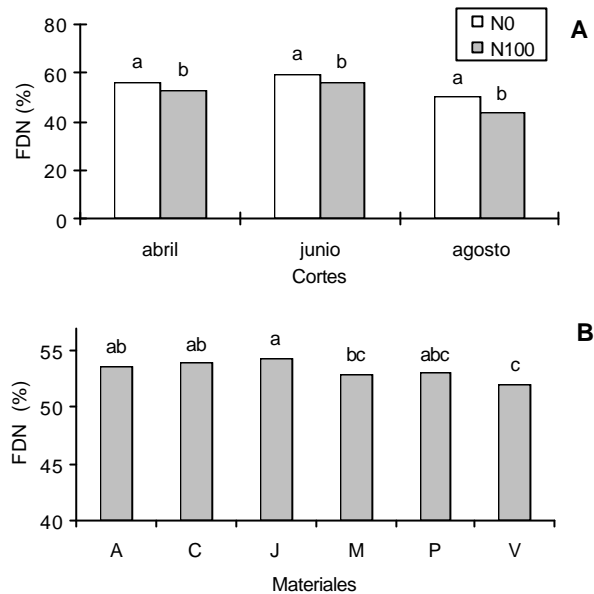 80
60
40
20
0
FDN (%)
N0
N100
A
a b
a b
a b
abril junio agosto
Cortes
B
55
50
45
40
FDN (%)
ab ab a bc abc c
A C J M P V
Materiales